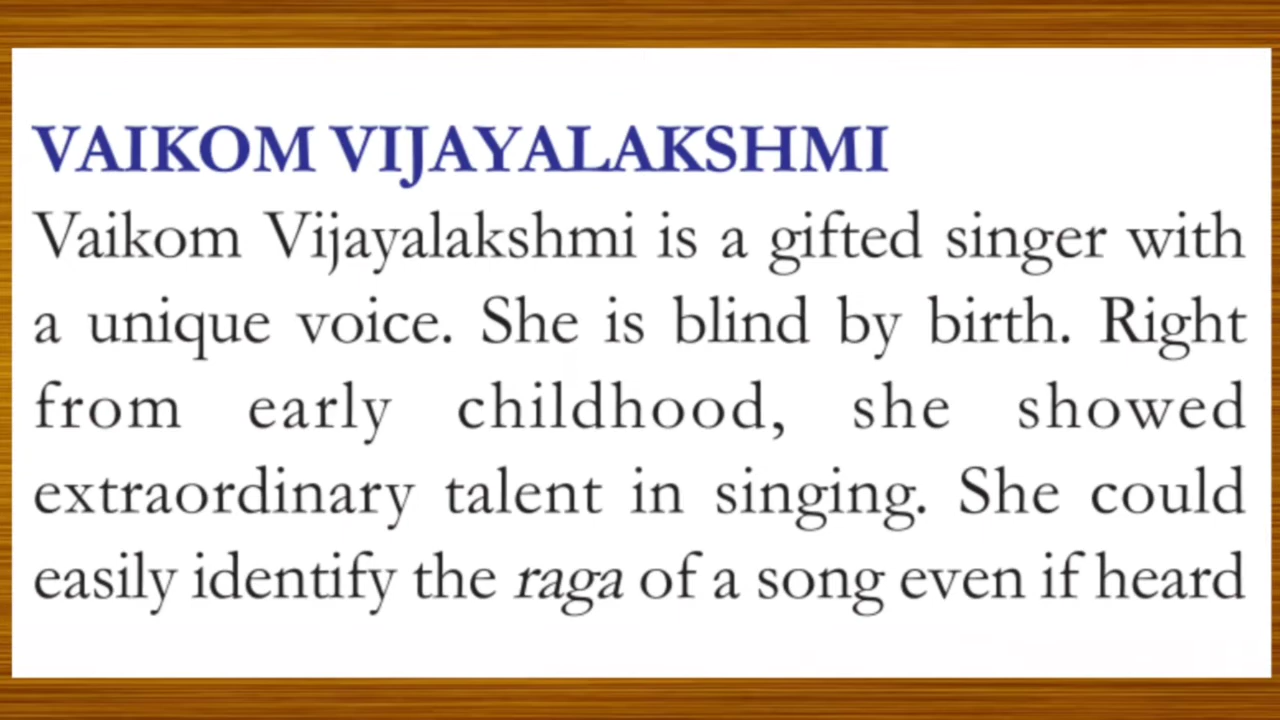 VAIKOM VIJAYALAKSHMI
Vaikom Vijayalakshmi is a gifted singer with
a unique voice. She is blind by birth. Right
from early childhood, she showed
extraordinary talent in singing. She could
easily identify the raga of a song even if heard